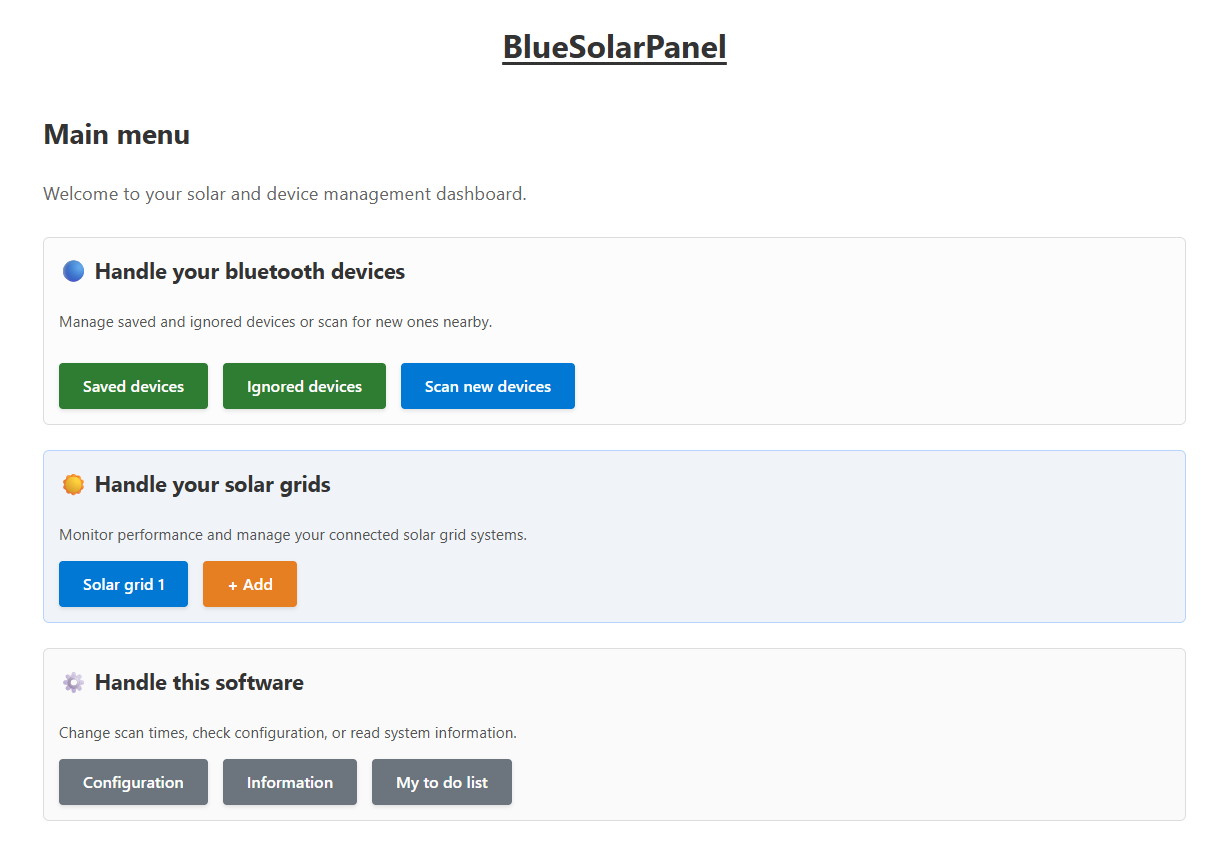 BlueSolarPanel
Main menu
Welcome to your solar and device management dashboard.
Handle your bluetooth devices
Manage saved and ignored devices or scan for new ones nearby.
Saved devices
Ignored devices
Scan new devices
Handle your solar grids
Monitor performance and manage your connected solar grid systems.
Solar grid 1
+ Add
Handle this software
Change scan times, check configuration, or read system information.
Configuration
Information
My to do list